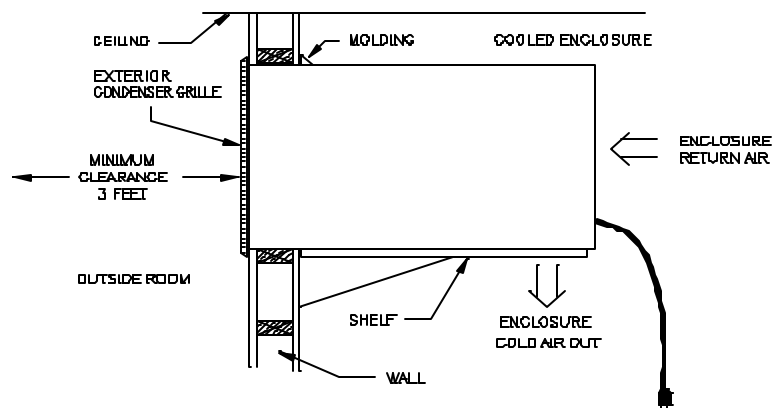 CEILING
MOLDING
COOLED ENCLOSURE
EXTERIOR
CONDENSER GRILLE
ENCLOSURE
RETURN AIR
MINIMUM
CLEARANCE
3 FEET
OUTSIDE ROOM
SHELF
ENCLOSURE
COLD AIR OUT
WALL